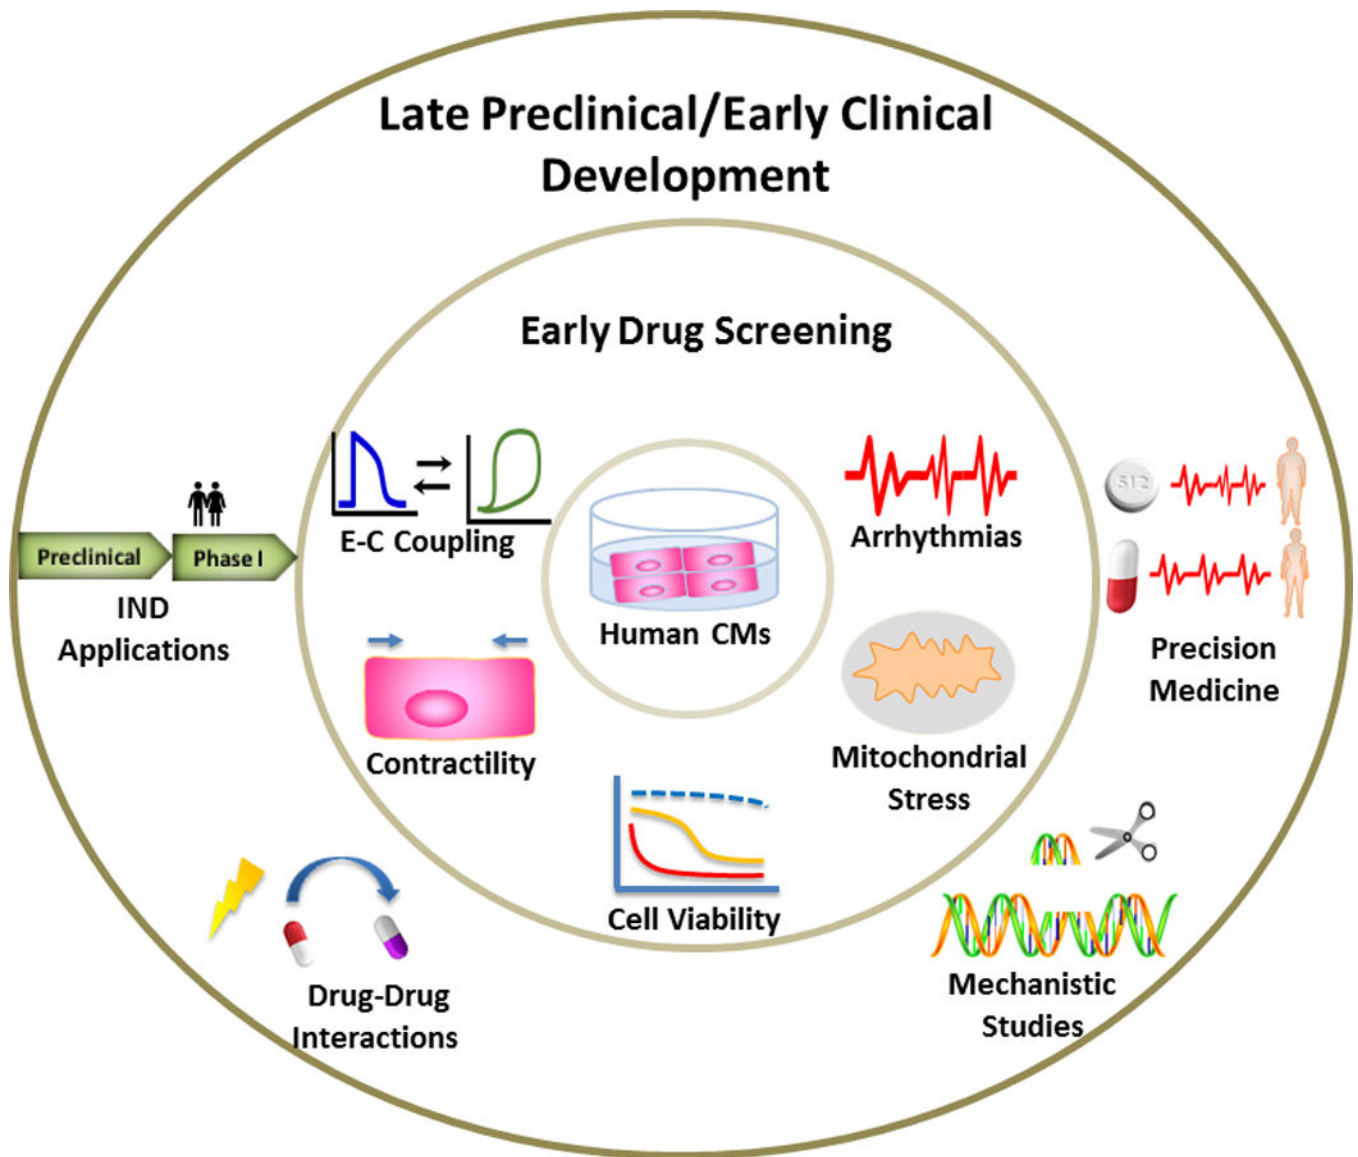 Late Preclinical/Early Clinical
Development
Early Drug Screening
E-C Coupling
Arrhythmias
512
Preclinical
Phase I
IND
Applications
Human CMs
Precision
Medicine
Contractility
Mitochondrial
Stress
Cell Viability
Drug-Drug
Interactions
Mechanistic
Studies